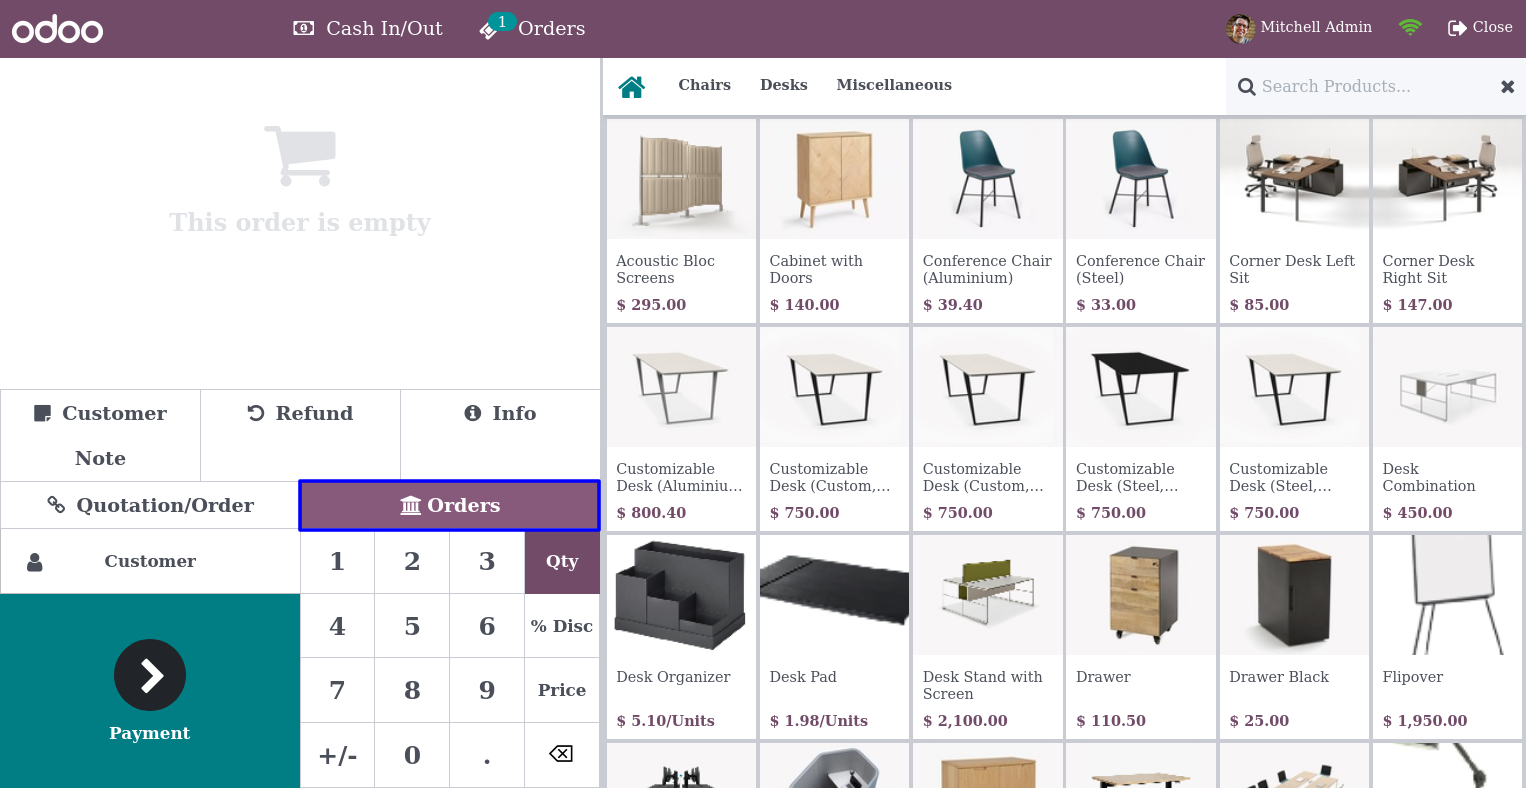 odoo
Cash In/Out
1
Orders
Mitchell Admin
Close
This order is empty
Customer
Note
Refund
Info
Quotation/Order
Orders
Customer
Payment
1 2 3 Qty
4 5 6 % Disc
7 8 9 Price
+/- 0 .
Chairs Desks Miscellaneous
Search Products...
Acoustic Bloc
Screens
$ 295.00
Cabinet with
Doors
$ 140.00
Conference Chair
(Aluminium)
$ 39.40
Conference Chair
(Steel)
$ 33.00
Corner Desk Left
Sit
$ 85.00
Corner Desk
Right Sit
$ 147.00
Customizable
Desk (Aluminiu...
$ 800.40
Customizable
Desk (Custom,...
$ 750.00
Customizable
Desk (Custom,...
$ 750.00
Customizable
Desk (Steel,...
$ 750.00
Customizable
Desk (Steel,...
$ 750.00
Desk
Combination
$ 450.00
Desk Organizer
$ 5.10/Units
Desk Pad
$ 1.98/Units
Desk Stand with
Screen
$ 2,100.00
Drawer
$ 110.50
Drawer Black
$ 25.00
Flipover
$ 1,950.00